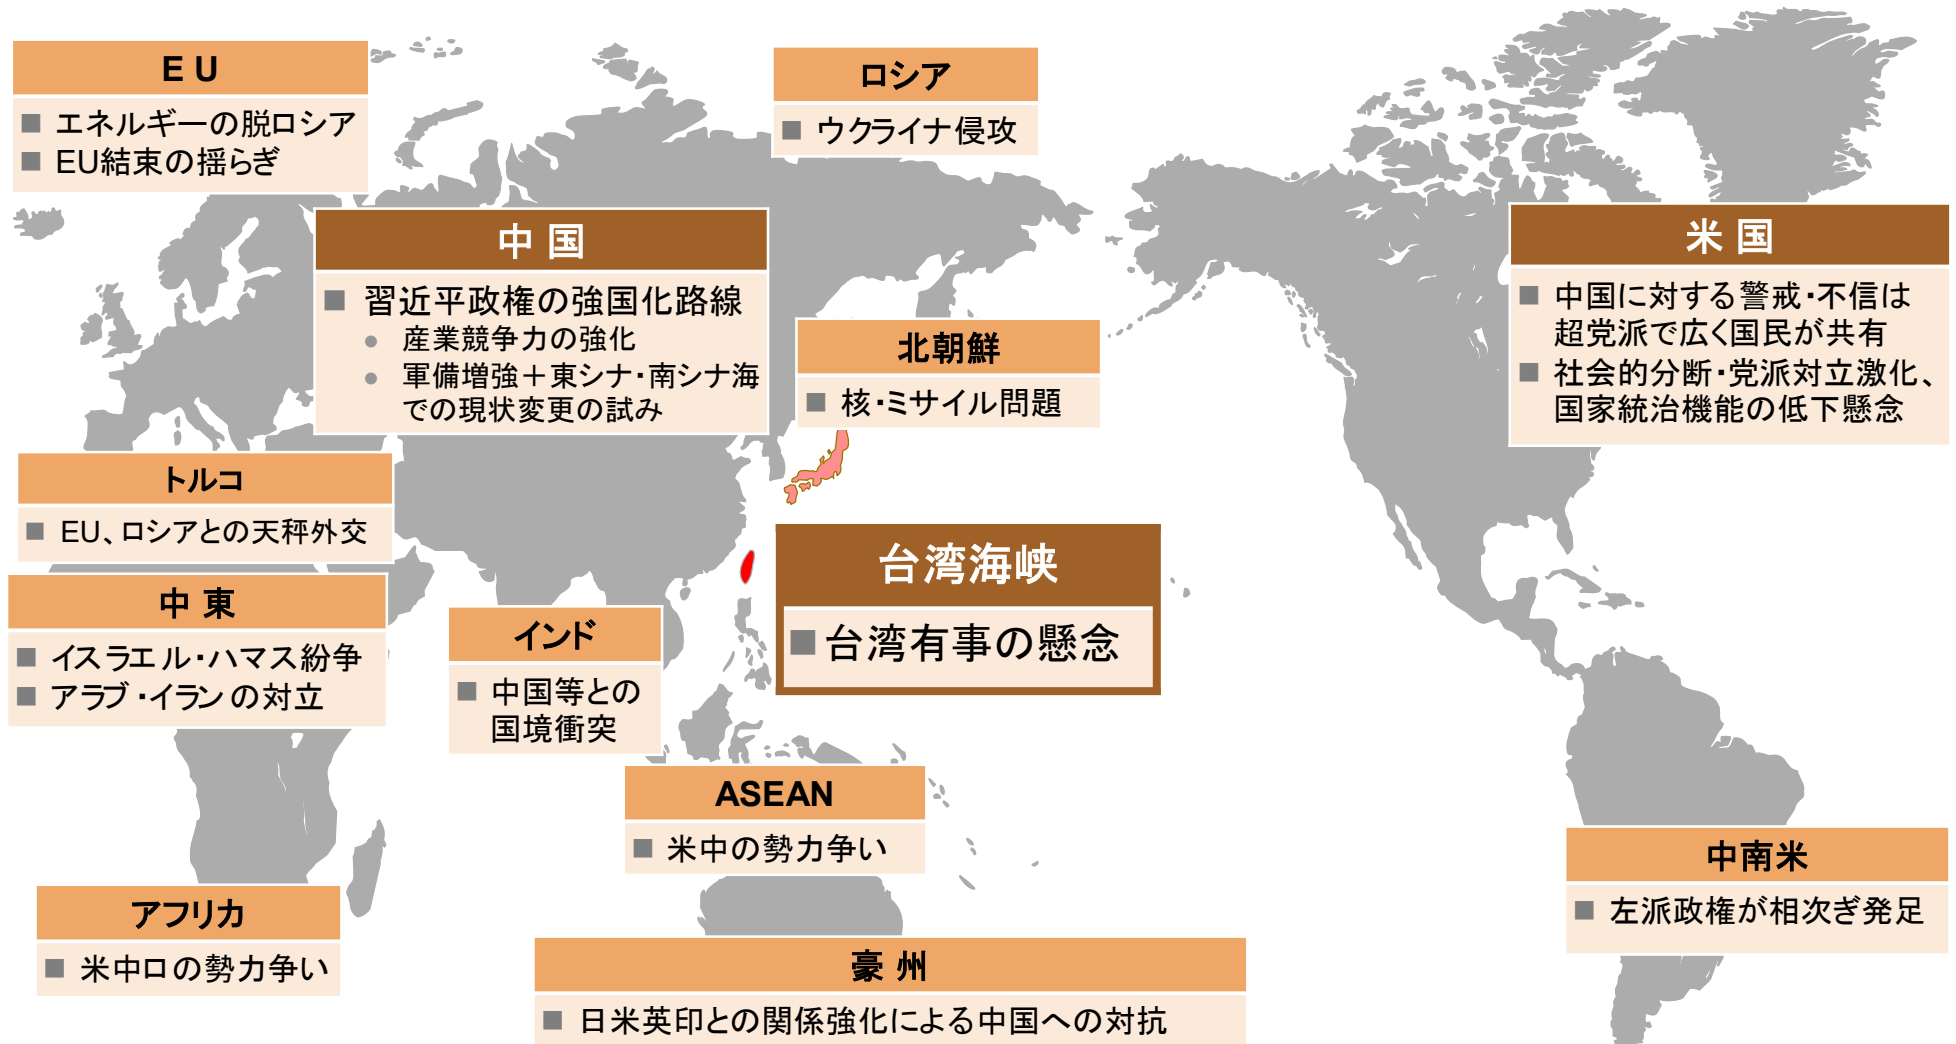 EU
■ エネルギーの脱ロシア
■ EU結束の揺らぎ
ロシア
■ ウクライナ侵攻
中国
■ 習近平政権の強国化路線
● 産業競争力の強化
● 軍備増強＋東シナ・南シナ海
での現状変更の試み
北朝鮮
■ 核・ミサイル問題
米国
■ 中国に対する警戒・不信は
超党派で広く国民が共有
■ 社会的分断・党派対立激化、
国家統治機能の低下懸念
トルコ
■ EU、ロシアとの天秤外交
台湾海峡
■ 台湾有事の懸念
中東
■ イスラエル・ハマス紛争
■ アラブ・イランの対立
インド
■ 中国等との
国境衝突
ASEAN
■ 米中の勢力争い
中南米
■ 左派政権が相次ぎ発足
アフリカ
■ 米中ロの勢力争い
豪州
■ 日米英印との関係強化による中国への対抗